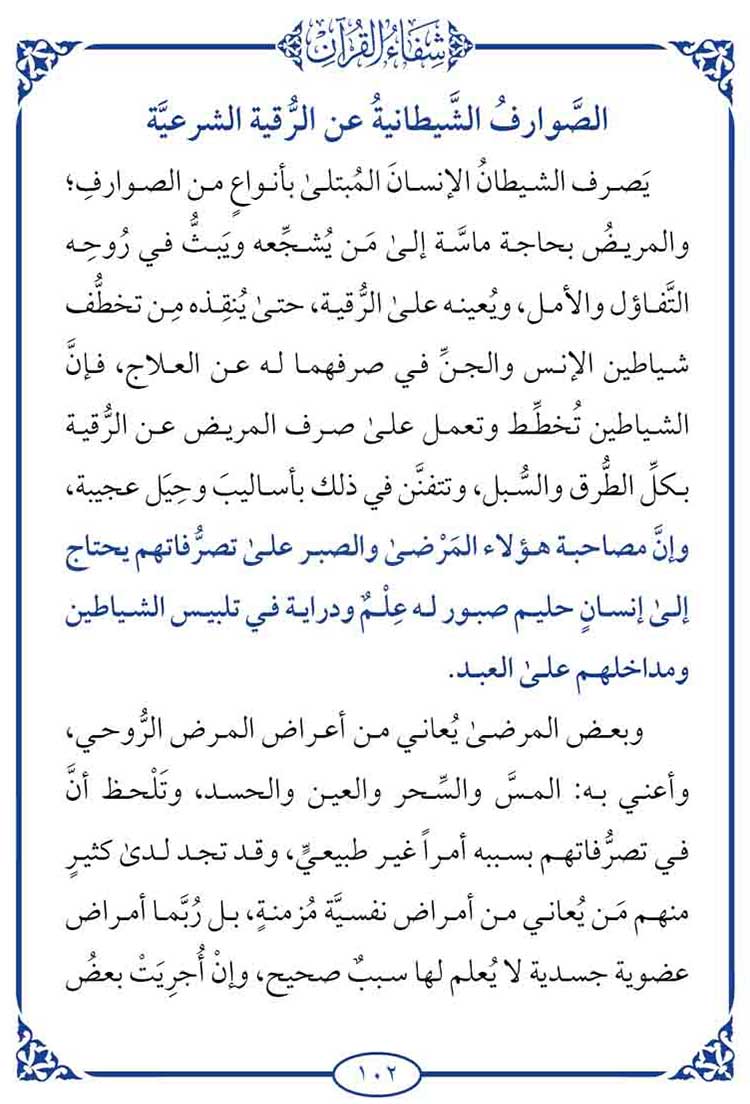 شِفَاءُ القُرْآنِ
الصَّوارفُ الشَّيطانيةُ عن الرُّقية الشرعيَّة
يَصرف الشيطانُ الإنسانَ المُبتلىٰ بأنواعٍ من الصوارفِ؛
والمريضُ بحاجة ماسَّة إلىٰ مَن يُشجِّعه ويَبثُّ في رُوحِه
التَّفاؤل والأمل، ويُعينه علىٰ الرُّقية، حتىٰ يُنقِذه مِن تخطُّف
شياطين الإنس والجنِّ في صرفهما له عن العلاج، فإنَّ
الشياطين تُخطِّط وتعمل علىٰ صرف المريض عن الرُّقية
بكلِّ الطُّرق والسُّبل، وتتفنَّن في ذلك بأساليبَ وحِيَل عجيبة،
وإنَّ مصاحبة هؤلاء المَرْضىٰ والصبر علىٰ تصرُّفاتهم يحتاج
إلىٰ إنسانٍ حليم صبور له عِلْمٌ ودراية في تلبيس الشياطين
ومداخلهم علىٰ العبد.
وبعض المرضىٰ يُعاني من أعراض المرض الرُّوحي،
وأعني به: المسَّ والسِّحر والعين والحسد، وتَلْحظ أنَّ
في تصرُّفاتهم بسببه أمراً غير طبيعيٍّ، وقد تجد لدىٰ كثيرٍ
منهم مَن يُعاني من أمراض نفسيَّة مُزمنةٍ، بل رُبَّما أمراض
عضوية جسدية لا يُعلم لها سببٌ صحيح، وإنْ أُجرِيَتْ بعضُ
١٠٢